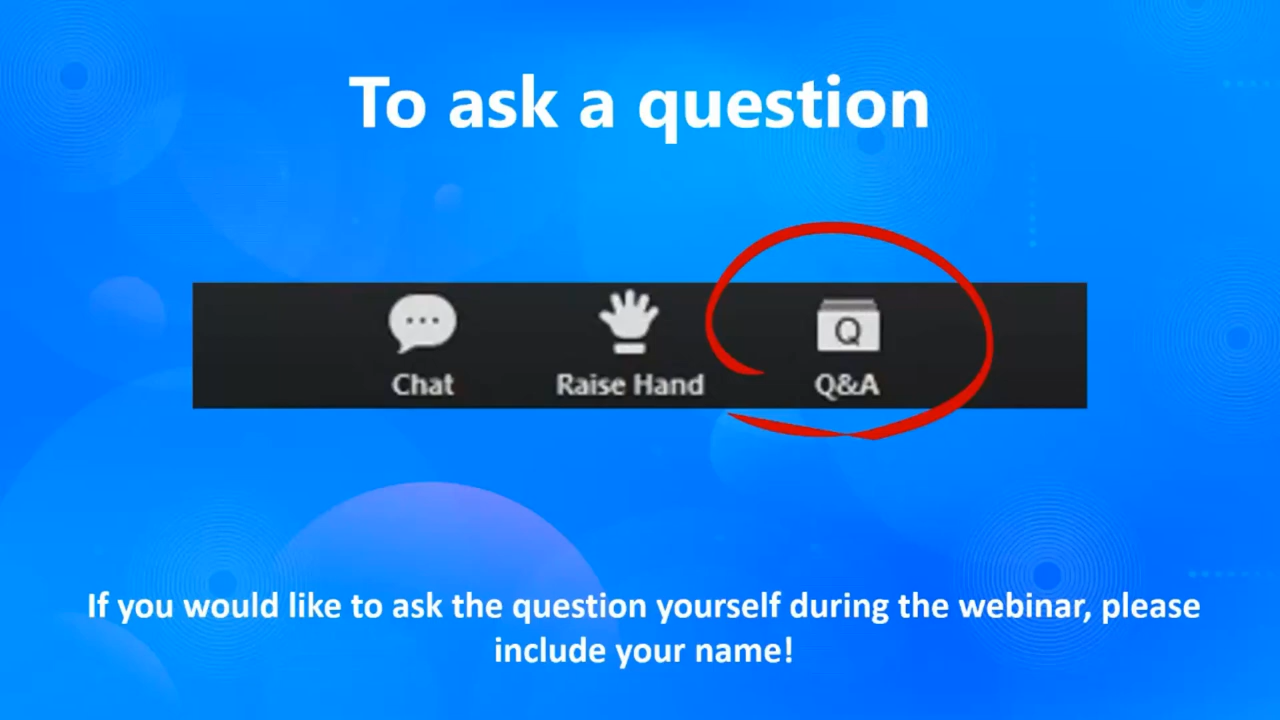 To ask a question
Chat Raise Hand Q&A
If you would like to ask the question yourself during the webinar, please
include your name!